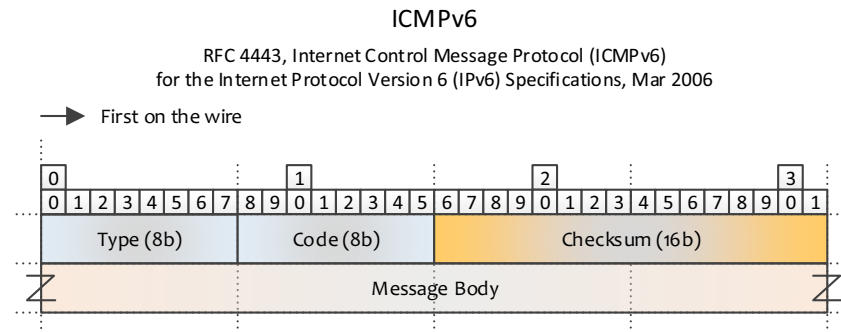 ICMPv6
RFC 4443, Internet Control Message Protocol (ICMPv6)
for the Internet Protocol Version 6 (IPv6) Specifications, Mar 2006
First on the wire
0 1 2 3
0 1 2 3 4 5 6 7 8 9 0 1 2 3 4 5 6 7 8 9 0 1 2 3 4 5 6 7 8 9 0 1
Type (8b) Code (8b) Checksum (16b)
Message Body